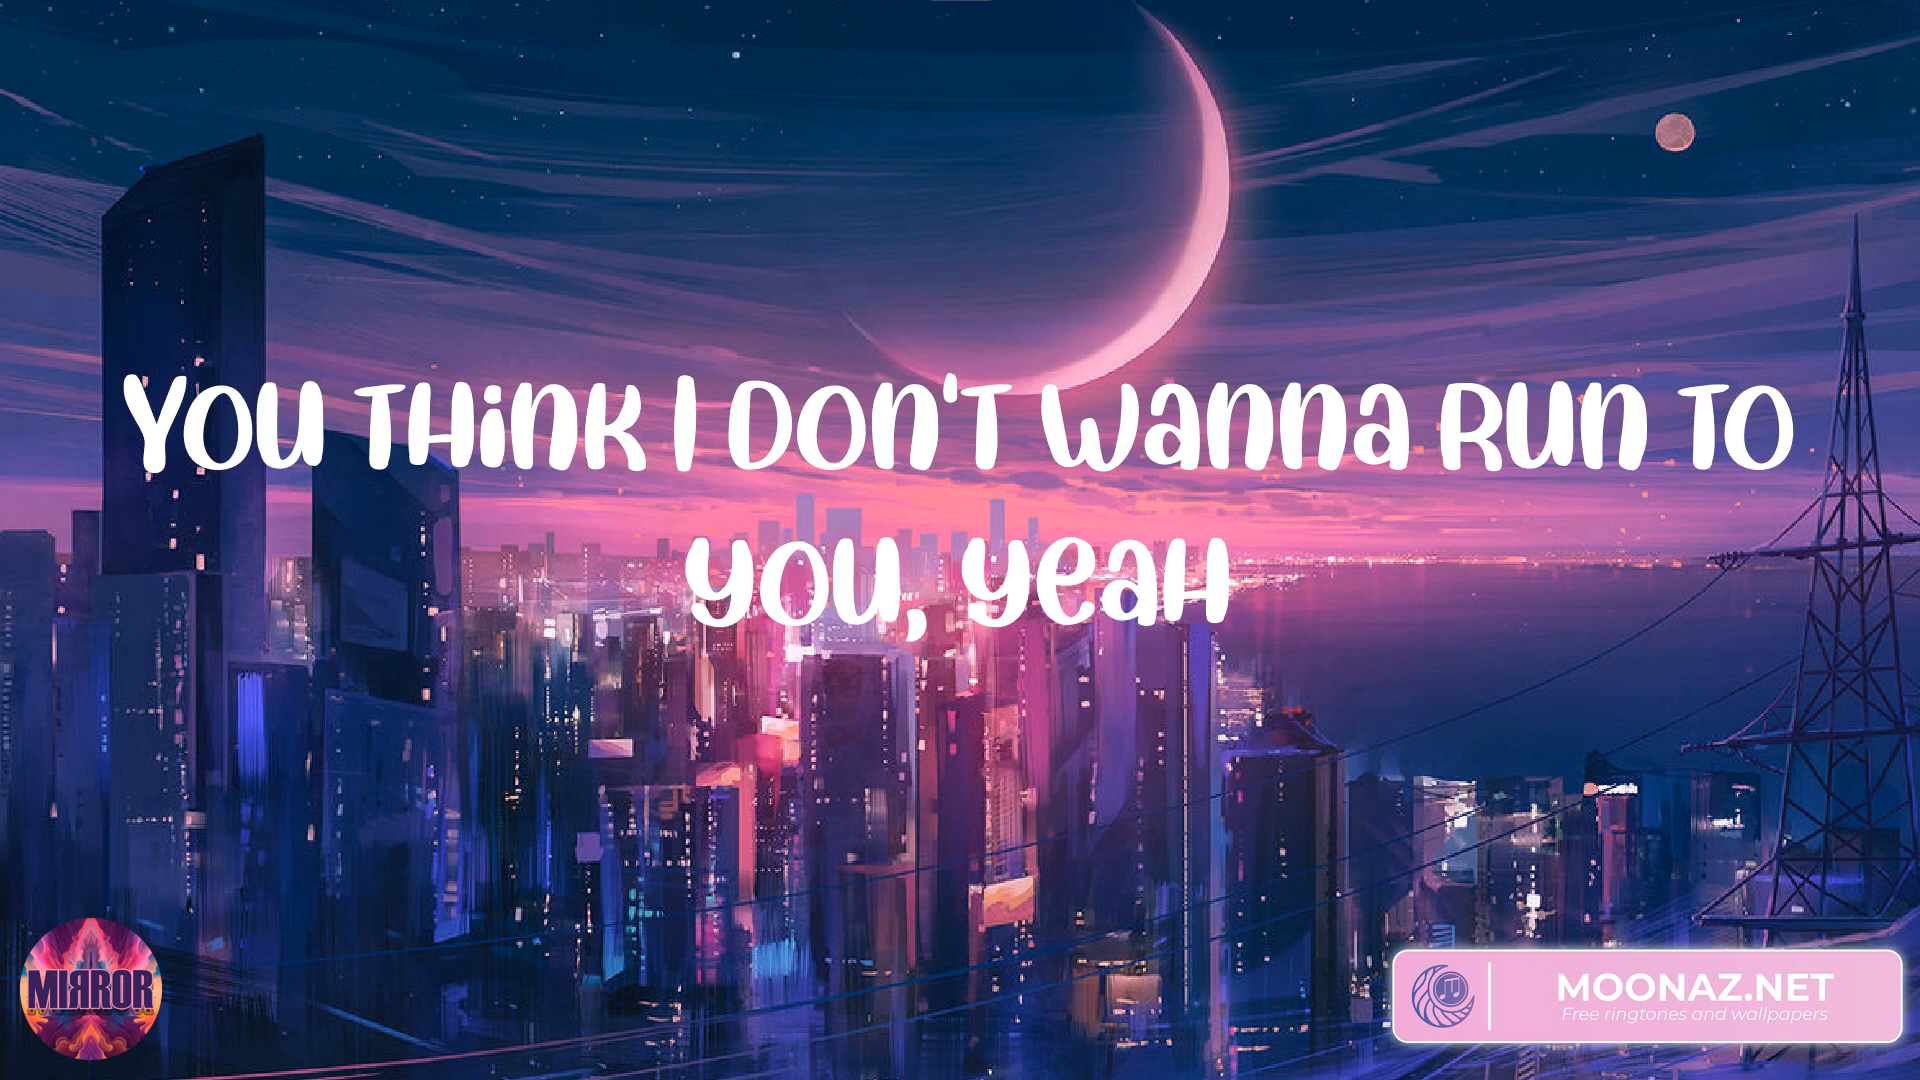 You think I don't wanna run to
you, yeah
MIRROR
MOONAZ.NET
Free ringtones and wallpapers